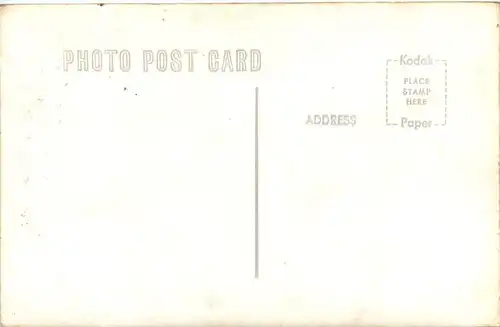 PHOTO POST CARD
Kodak
PLACE
STAMP
HERE
Paper
ADDRESS